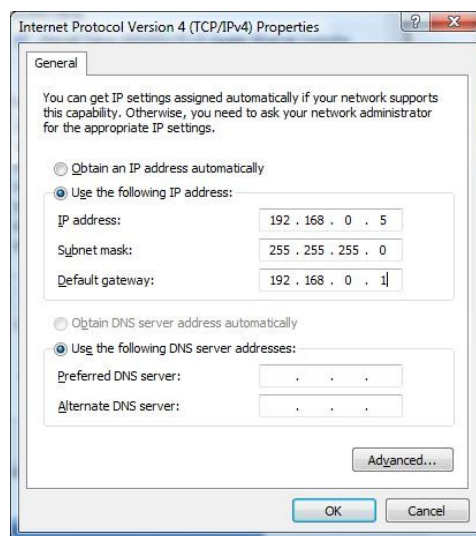 Internet Protocol Version 4 (TCP/IPv4) Properties
General
You can get IP settings assigned automatically if your network supports
this capability. Otherwise, you need to ask your network administrator
for the appropriate IP settings.
Obtain an IP address automatically
Use the following IP address:
IP address: 192 . 168 . 0 . 5
Subnet mask: 255 . 255 . 255 . 0
Default gateway: 192 . 168 . 0 . 1
Obtain DNS server address automatically
Use the following DNS server addresses:
Preferred DNS server: . . .
Alternate DNS server: . . .
Advanced...
OK Cancel